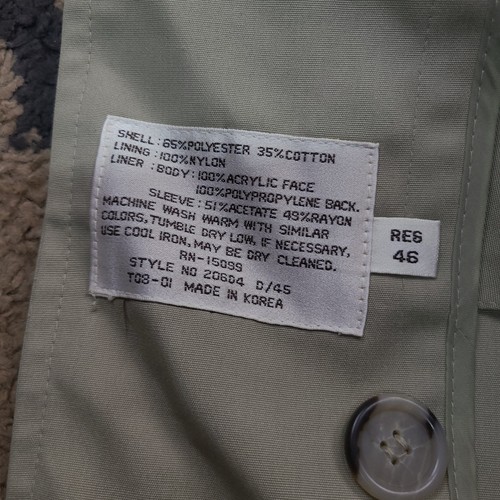 SHELL: 65%POLYESTER 35%COTTON
LINING: 100%NYLON
LINER: BODY: 100%ACRYLIC FACE
100%POLYPROPYLENE BACK.
SLEEVE: 51%ACETATE 49%RAYON
MACHINE WASH WARM WITH SIMILAR
COLORS, TUMBLE DRY LOW, IF NECESSARY,
USE COOL IRON, MAY BE DRY CLEANED.
RN-15099
STYLE NO 20604 D/45
T08-01 MADE IN KOREA
REG
46